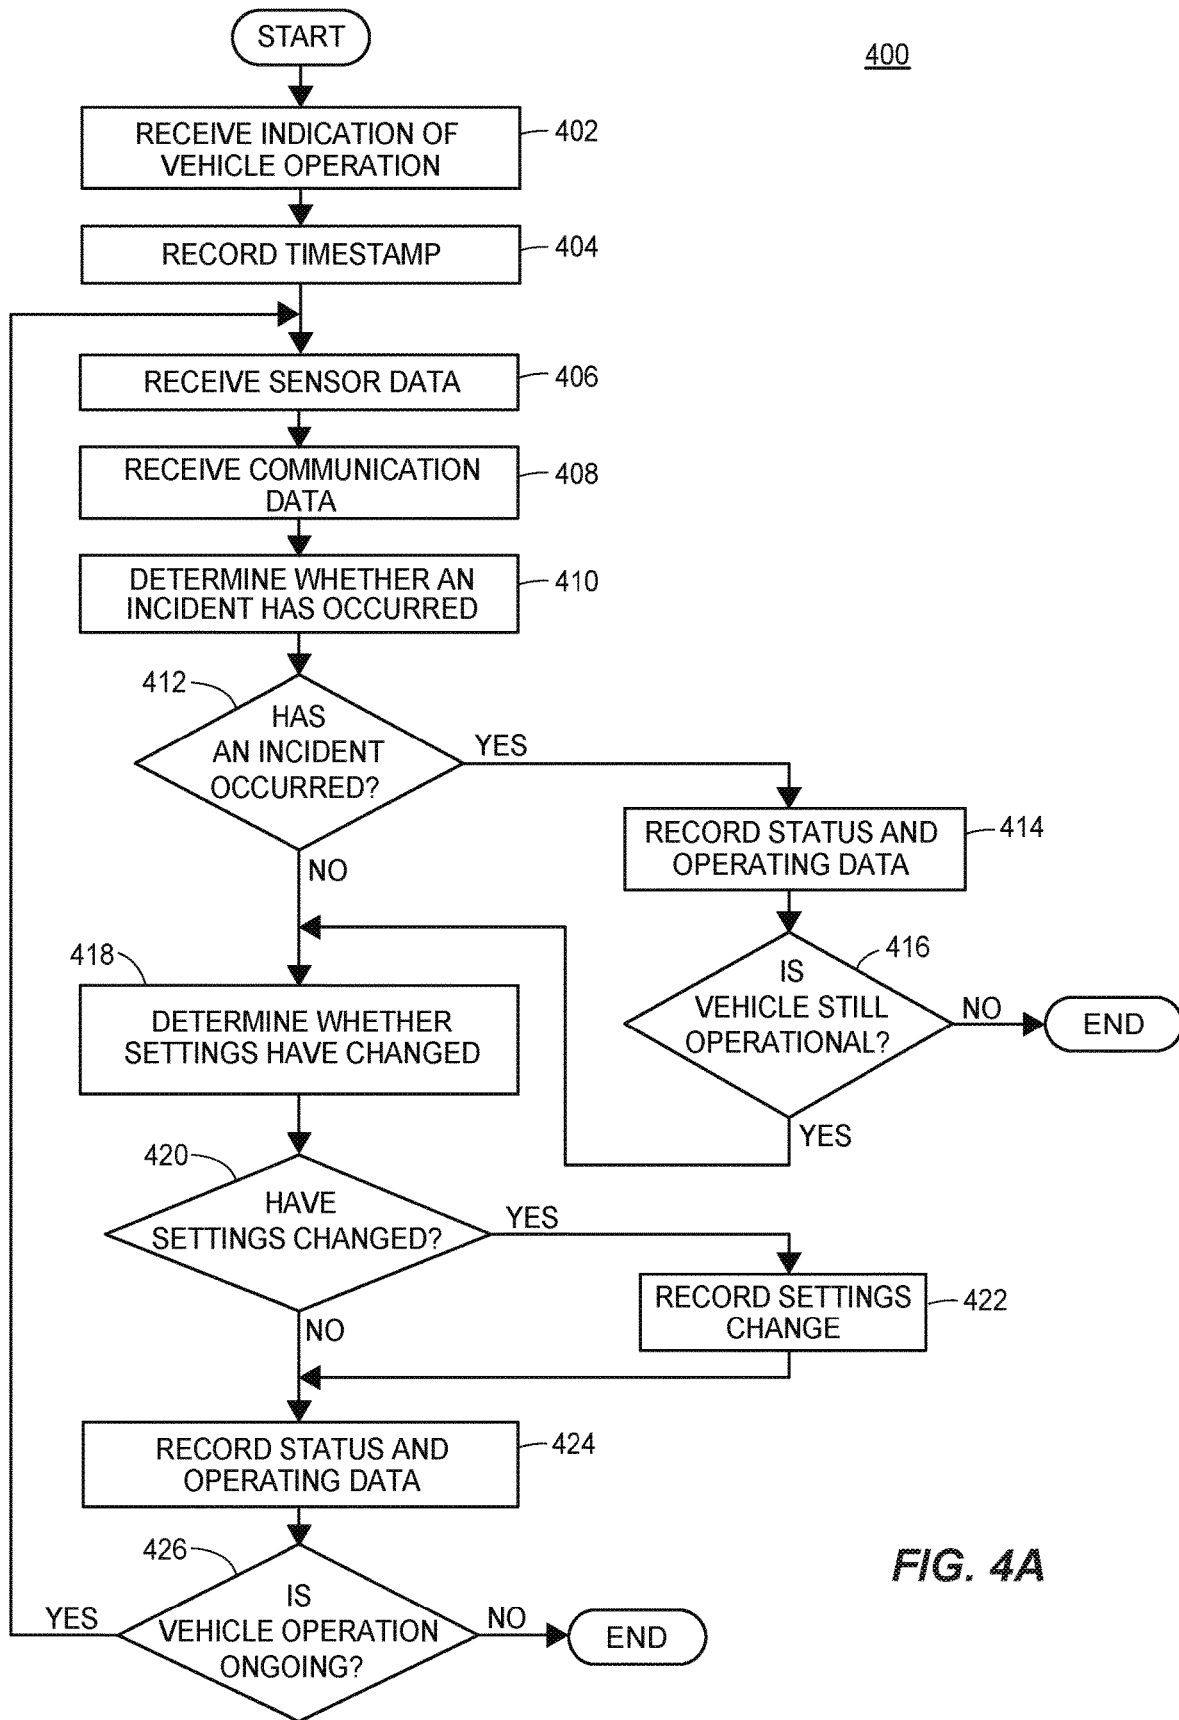 START
400
RECEIVE INDICATION OF
VEHICLE OPERATION
402
RECORD TIMESTAMP
404
RECEIVE SENSOR DATA
406
RECEIVE COMMUNICATION
DATA
408
DETERMINE WHETHER AN
INCIDENT HAS OCCURRED
410
412
HAS
AN INCIDENT
OCCURRED?
YES
NO
RECORD STATUS AND
OPERATING DATA
414
416
IS
VEHICLE STILL
OPERATIONAL?
NO
END
YES
418
DETERMINE WHETHER
SETTINGS HAVE CHANGED
420
HAVE
SETTINGS CHANGED?
YES
NO
RECORD SETTINGS
CHANGE
422
RECORD STATUS AND
OPERATING DATA
424
426
IS
VEHICLE OPERATION
ONGOING?
YES
NO
END
FIG. 4A